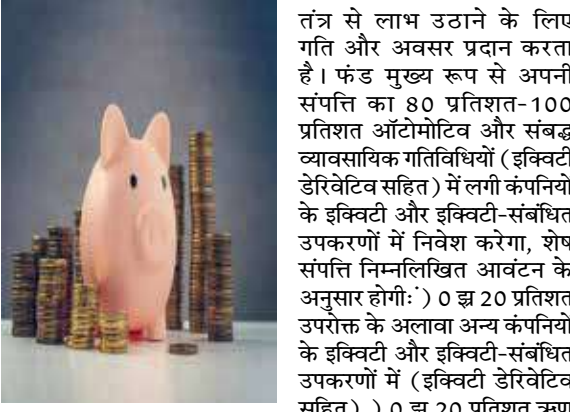 तंत्र से लाभ उठाने के लिए
गति और अवसर प्रदान करता
है। फंड मुख्य रूप से अपनी
संपत्ति का 80 प्रतिशत-100
प्रतिशत ऑटोमोटिव और संबद्ध
व्यावसायिक गतिविधियों (इक्विटी
डेरिवेटिव सहित) में लगी कंपनियों
के इक्विटी और इक्विटी-संबंधित
उपकरणों में निवेश करेगा, शेष
संपत्ति निम्नलिखित आवंटन के
अनुसार होगीः ) 0 झ 20 प्रतिशत
उपरोक्त के अलावा अन्य कंपनियों
के इक्विटी और इक्विटी-संबंधित
उपकरणों में (इक्विटी डेरिवेटिव
सहित) ) 0 झ 20 प्रतिशत ऋण